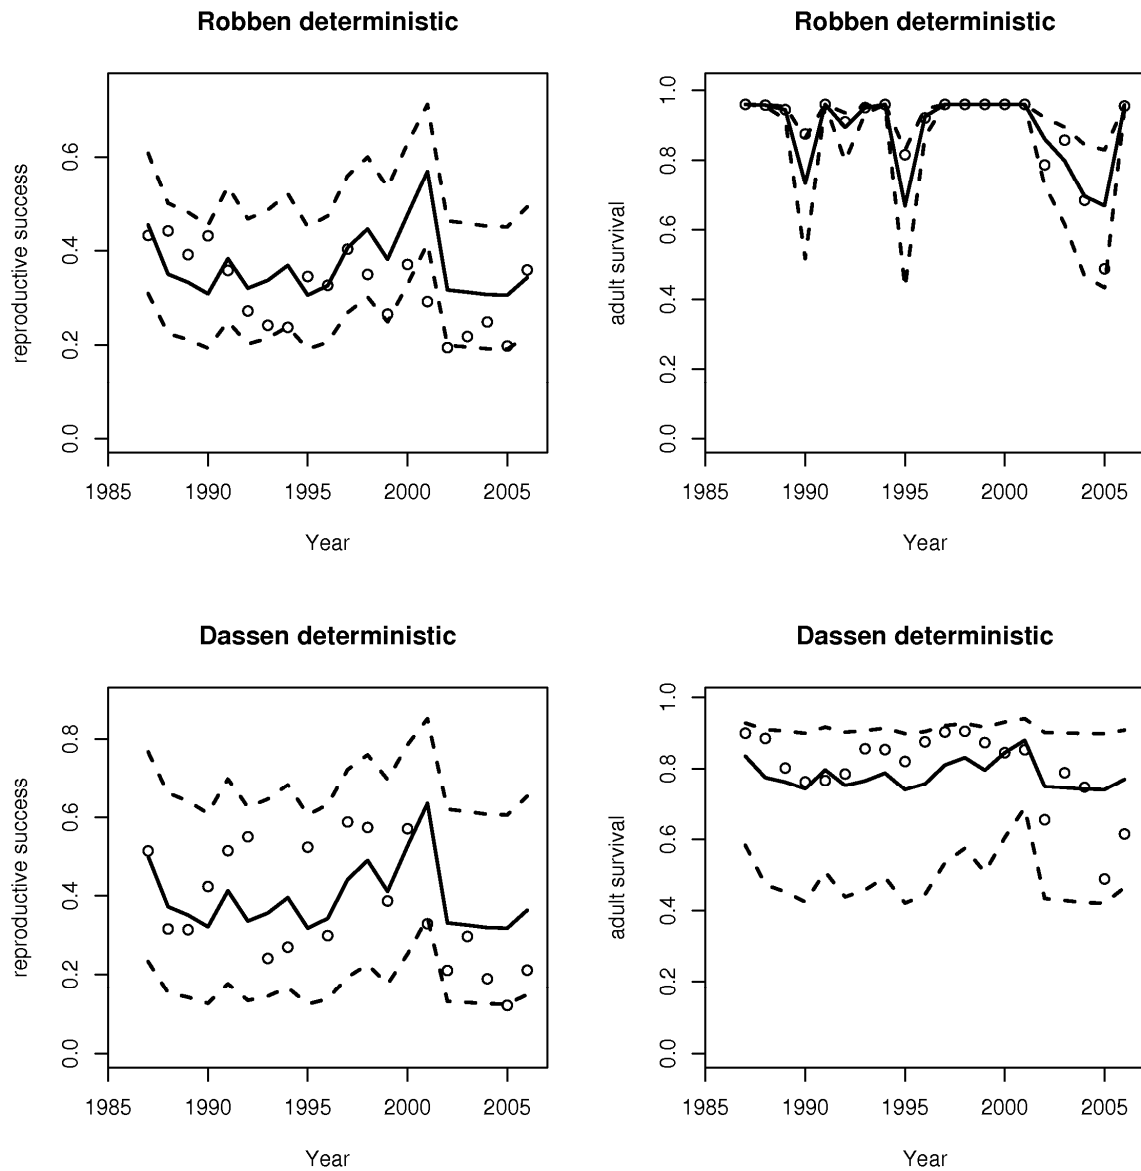 Robben deterministic
reproductive success
0.0 0.2 0.4 0.6
1985 1990 1995 2000 2005
Year
Robben deterministic
adult survival
0.0 0.2 0.4 0.6 0.8 1.0
1985 1990 1995 2000 2005
Year
Dassen deterministic
reproductive success
0.0 0.2 0.4 0.6 0.8
1985 1990 1995 2000 2005
Year
Dassen deterministic
adult survival
0.0 0.2 0.4 0.6 0.8 1.0
1985 1990 1995 2000 2005
Year